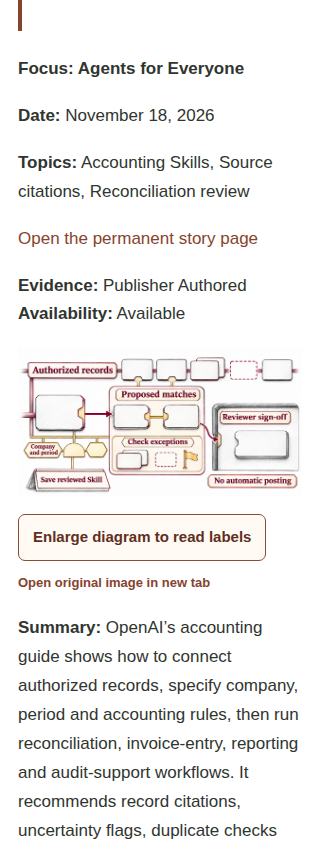 Focus: Agents for Everyone
Date: November 18, 2026
Topics: Accounting Skills, Source
citations, Reconciliation review
Open the permanent story page
Evidence: Publisher Authored
Availability: Available
Authorized records
Proposed matches
Reviewer sign-off
Company
and period
Check exceptions
Save reviewed Skill
No automatic posting
Enlarge diagram to read labels
Open original image in new tab
Summary: OpenAI’s accounting
guide shows how to connect
authorized records, specify company,
period and accounting rules, then run
reconciliation, invoice-entry, reporting
and audit-support workflows. It
recommends record citations,
uncertainty flags, duplicate checks